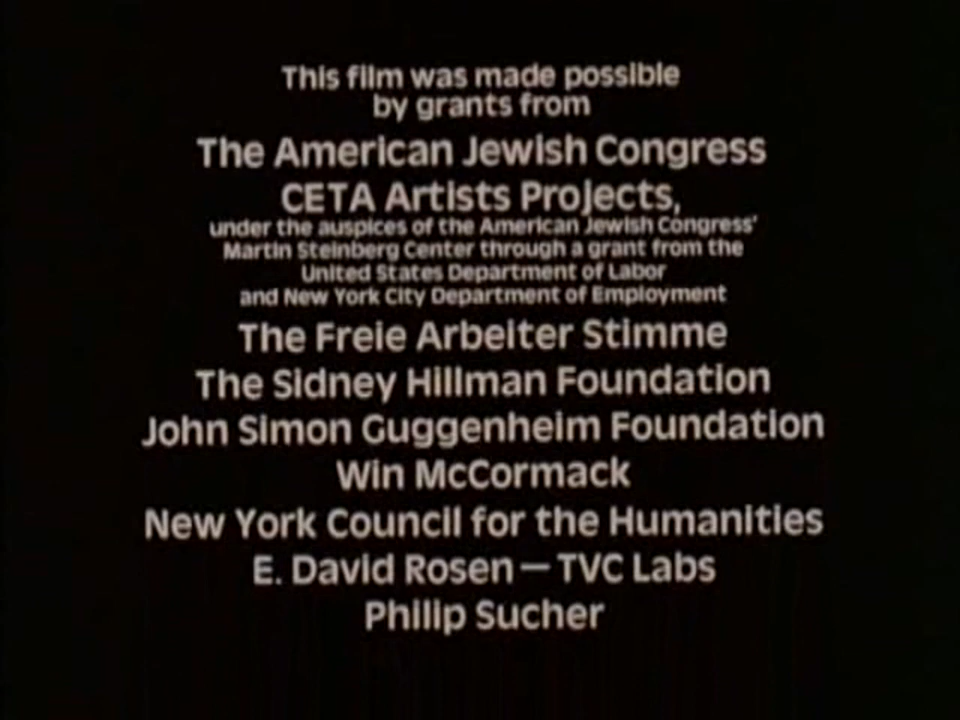 This film was made possible
by grants from
The American Jewish Congress
CETA Artists Projects,
under the auspices of the American Jewish Congress'
Martin Steinberg Center through a grant from the
United States Department of Labor
and New York City Department of Employment
The Freie Arbeiter Stimme
The Sidney Hillman Foundation
John Simon Guggenheim Foundation
Win McCormack
New York Council for the Humanities
E. David Rosen — TVC Labs
Philip Sucher